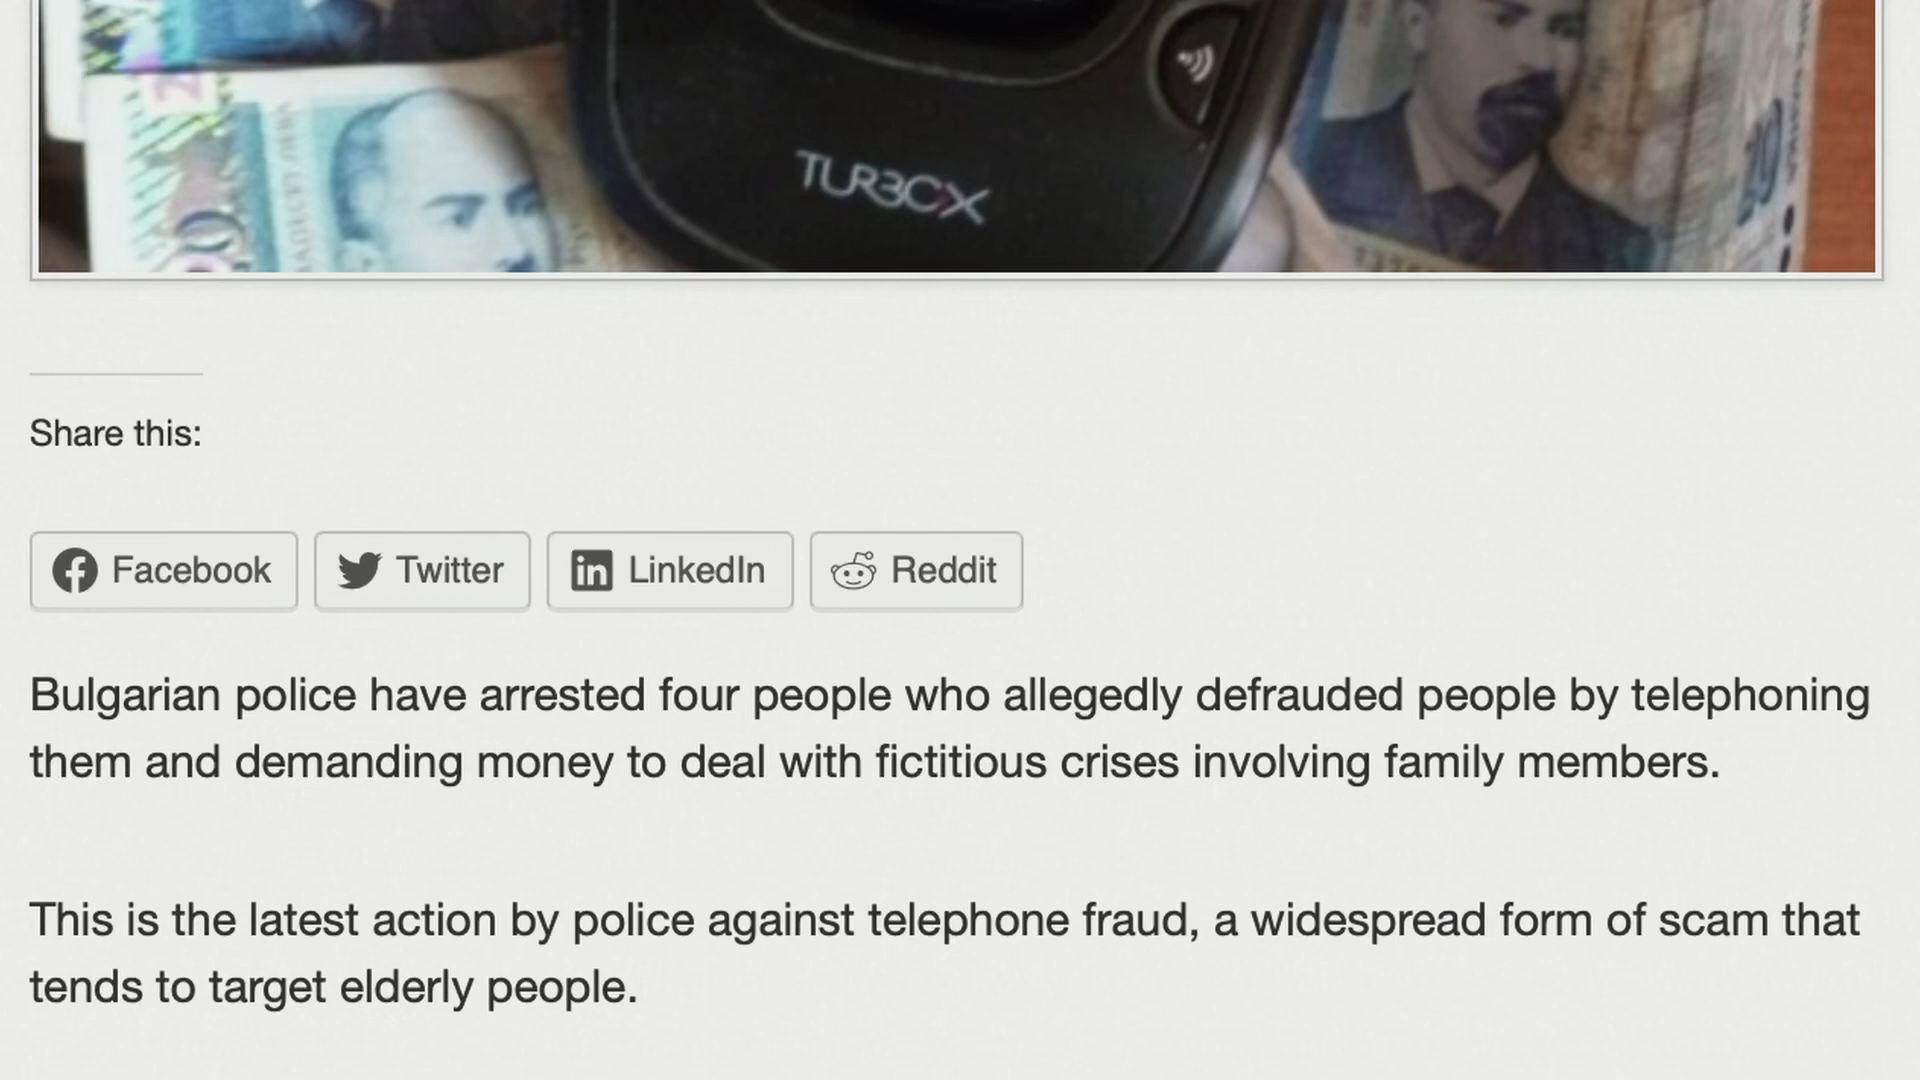 TURBOX
Share this:
Facebook
Twitter
LinkedIn
Reddit
Bulgarian police have arrested four people who allegedly defrauded people by telephoning
them and demanding money to deal with fictitious crises involving family members.
This is the latest action by police against telephone fraud, a widespread form of scam that
tends to target elderly people.